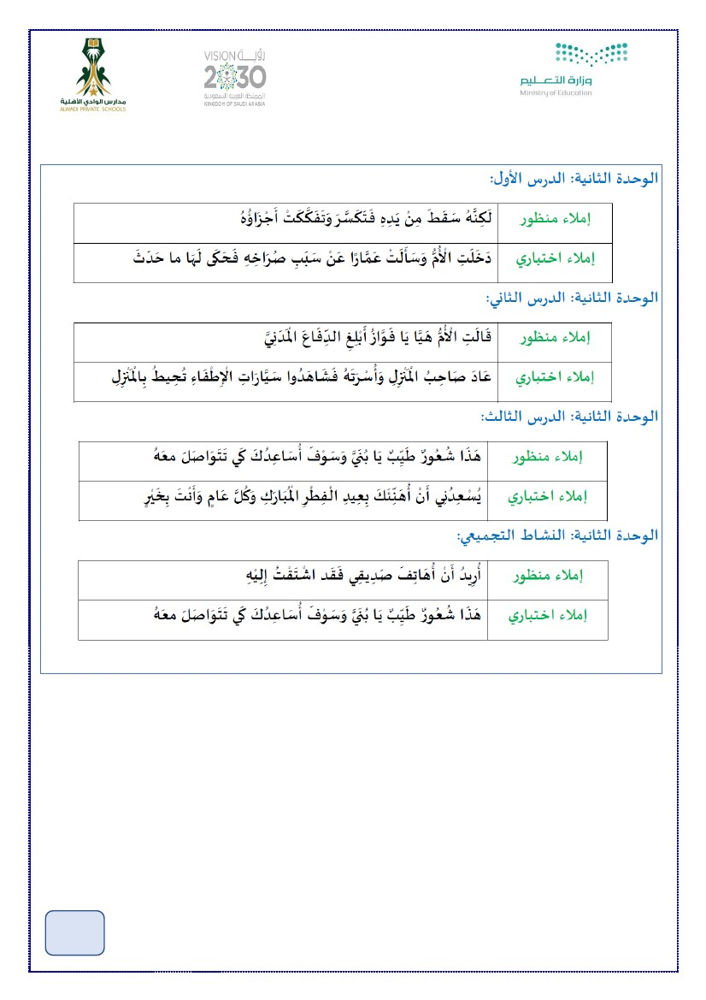 مدارس الوادي الأهلية
ALWADI PRIVATE SCHOOLS
VISION رؤيــة
2030
المملكة العربية السعودية
KINGDOM OF SAUDI ARABIA
وزارة التعـــليم
Ministry of Education
الوحدة الثانية: الدرس الأول:
إملاء منظور لَكِنَّهُ سَقَطَ مِنْ يَدِهِ فَتَكَسَّرَ وَتَفَكَّكَتْ أَجْزَاؤُهُ
إملاء اختباري دَخَلَتِ الْأُمُّ وَسَأَلَتْ عَمَّارًا عَنْ سَبَبِ صُرَاخِهِ فَحَكَى لَهَا ما حَدَثَ
الوحدة الثانية: الدرس الثاني:
إملاء منظور قَالَتِ الْأُمُّ هَيَّا يَا فَوَّازُ أَبْلِغِ الدِّفَاعَ الْمَدَنِيَّ
إملاء اختباري عَادَ صَاحِبُ الْمَنْزِلِ وَأُسْرَتَهُ فَشَاهَدُوا سَيَّارَاتِ الْإِطْفَاءِ تُحِيطُ بِالْمَنْزِلِ
الوحدة الثانية: الدرس الثالث:
إملاء منظور هَذَا شُعُورٌ طَيِّبٌ يَا بُنَيَّ وَسَوْفَ أُسَاعِدُكَ كَي تَتَوَاصَلَ معَهُ
إملاء اختباري يُسْعِدُنِي أَنْ أُهَنِّئَكَ بِعِيدِ الْفِطْرِ الْمُبَارَكِ وَكُلَّ عَامٍ وَأَنْتَ بِخَيْرٍ
الوحدة الثانية: النشاط التجميعي:
إملاء منظور أُرِيدُ أَنْ أُهَاتِفَ صَدِيقِي فَقَد اشْتَقْتُ إِلِيْهِ
إملاء اختباري هَذَا شُعُورٌ طَيِّبٌ يَا بُنَيَّ وَسَوْفَ أُسَاعِدُكَ كَي تَتَوَاصَلَ معَهُ